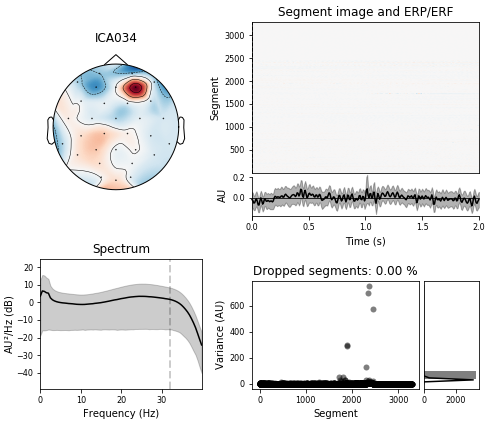 ICA034
Segment image and ERP/ERF
3000
2500
2000
1500
1000
500
Segment
0.2
0.0
AU
0.0 0.5 1.0 1.5 2.0
Time (s)
Spectrum
20
10
0
−10
−20
−30
−40
AU²/Hz (dB)
0 10 20 30
Frequency (Hz)
Dropped segments: 0.00 %
600
400
200
0
Variance (AU)
0 1000 2000 3000
Segment
0 2000